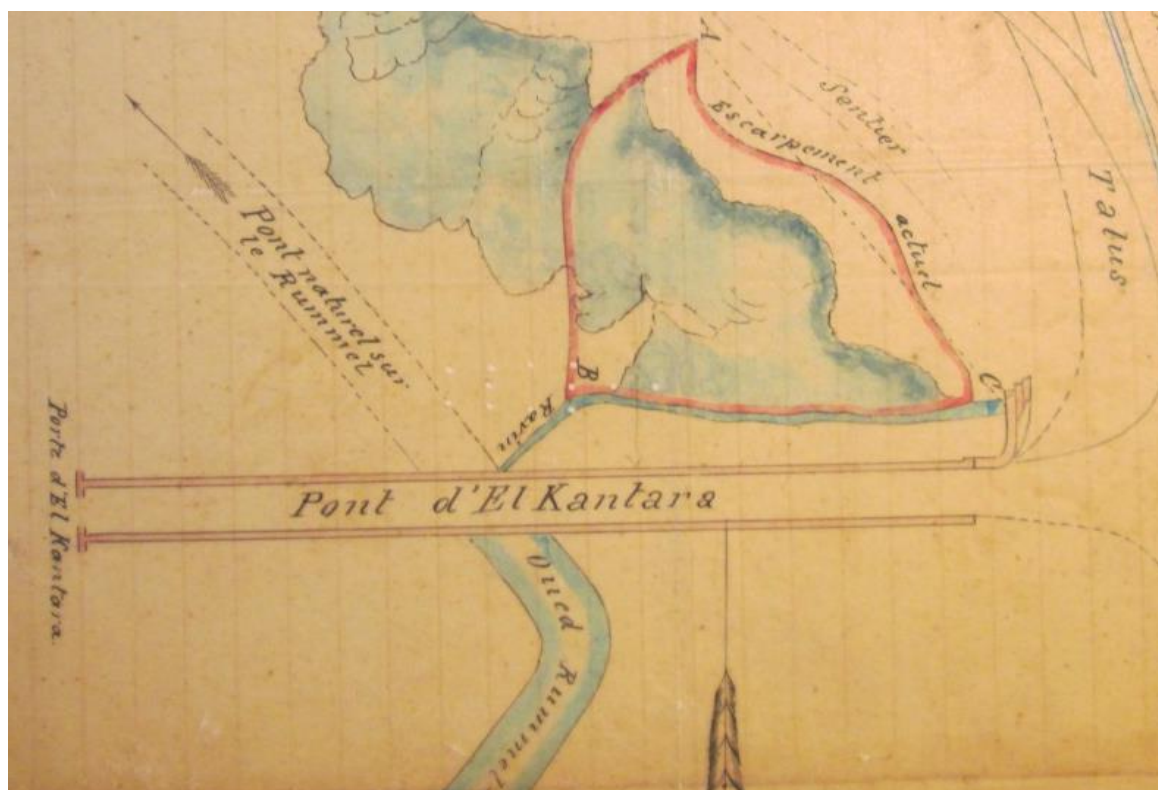 A
Sentier
Escarpement
actuel
Talus
Pont naturel sur
le Rummel
B
C
Ravin
Pont d'El Kantara
Porte d'El Kantara.
Oued Rummel